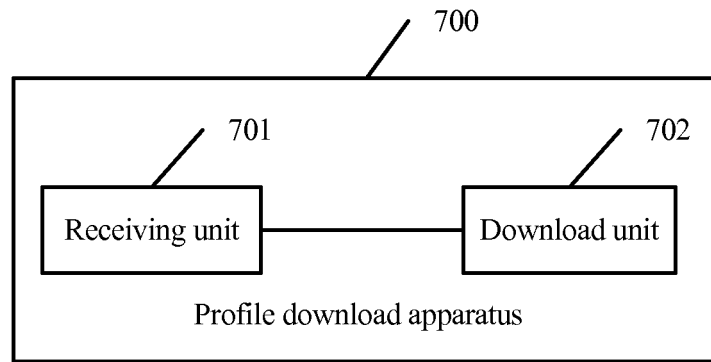 700
701
702
Receiving unit
Download unit
Profile download apparatus